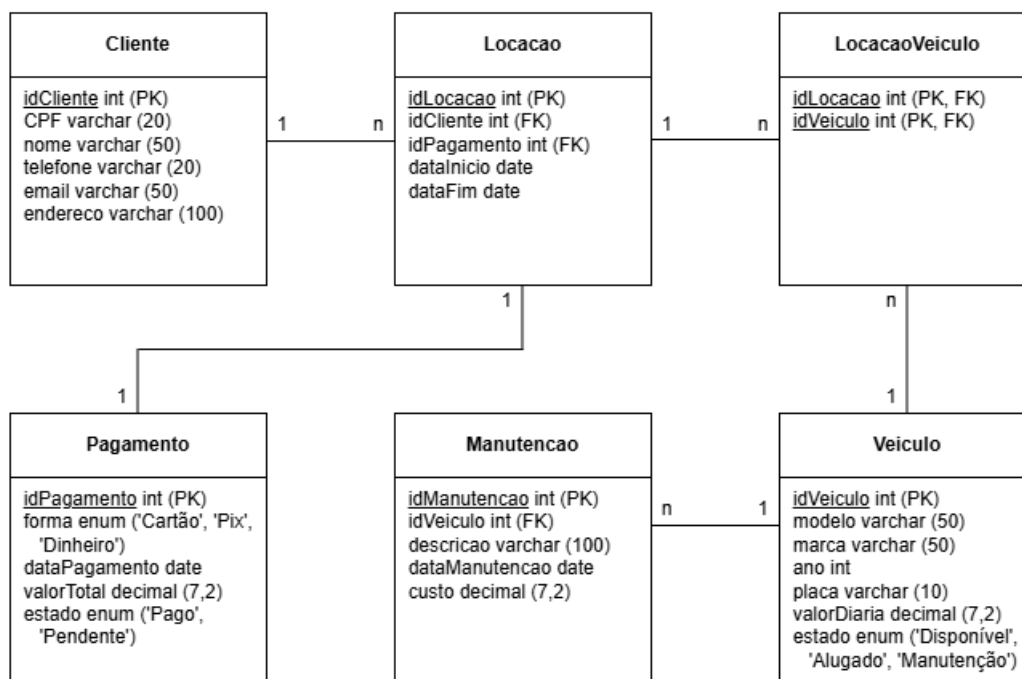 Cliente
idCliente int (PK)
CPF varchar (20)
nome varchar (50)
telefone varchar (20)
email varchar (50)
endereco varchar (100)
1
n
Locacao
idLocacao int (PK)
idCliente int (FK)
idPagamento int (FK)
dataInicio date
dataFim date
1
n
LocacaoVeiculo
idLocacao int (PK, FK)
idVeiculo int (PK, FK)
1
n
1
1
Pagamento
idPagamento int (PK)
forma enum ('Cartão', 'Pix',
'Dinheiro')
dataPagamento date
valorTotal decimal (7,2)
estado enum ('Pago',
'Pendente')
Manutencao
idManutencao int (PK)
idVeiculo int (FK)
descricao varchar (100)
dataManutencao date
custo decimal (7,2)
n
1
Veiculo
idVeiculo int (PK)
modelo varchar (50)
marca varchar (50)
ano int
placa varchar (10)
valorDiaria decimal (7,2)
estado enum ('Disponível',
'Alugado', 'Manutenção')